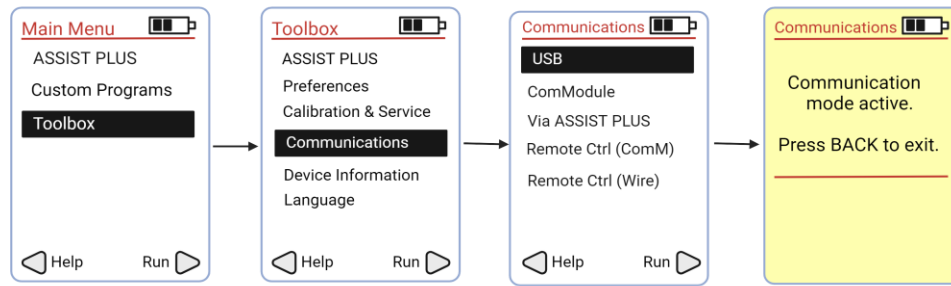 Main Menu
ASSIST PLUS
Custom Programs
Toolbox
Help
Run
Toolbox
ASSIST PLUS
Preferences
Calibration & Service
Communications
Device Information
Language
Help
Run
Communications
USB
ComModule
Via ASSIST PLUS
Remote Ctrl (ComM)
Remote Ctrl (Wire)
Help
Run
Communications
Communication
mode active.
Press BACK to exit.